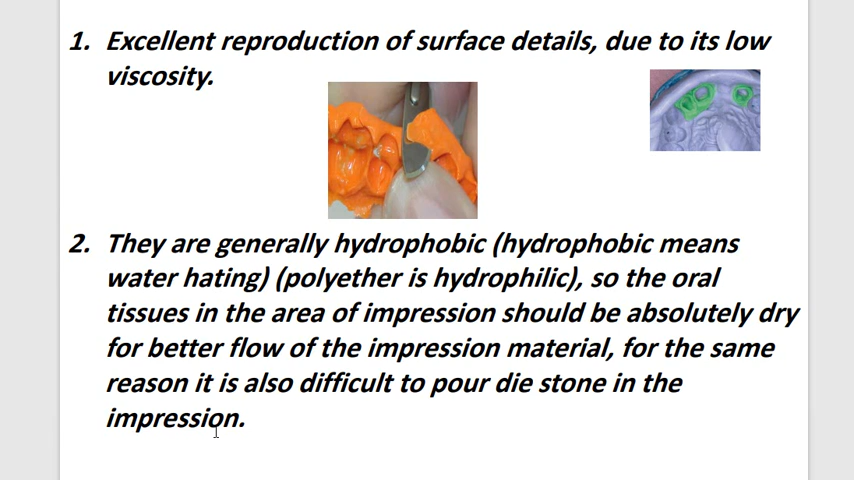 1. Excellent reproduction of surface details, due to its low
viscosity.
2. They are generally hydrophobic (hydrophobic means
water hating) (polyether is hydrophilic), so the oral
tissues in the area of impression should be absolutely dry
for better flow of the impression material, for the same
reason it is also difficult to pour die stone in the
impression.